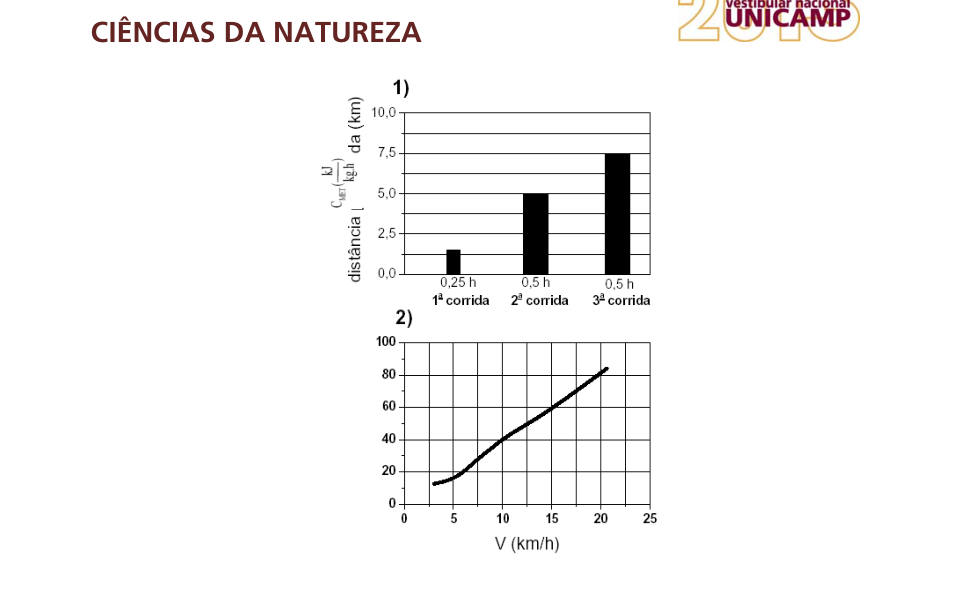 CIÊNCIAS DA NATUREZA
vestibular nacional
UNICAMP
1)
distância
da (km)
C MET (kJ/kg.h)
10,0
7,5
5,0
2,5
0,0
0,25 h 0,5 h 0,5 h
1ª corrida 2ª corrida 3ª corrida
2)
100
80
60
40
20
0
0 5 10 15 20 25
V (km/h)